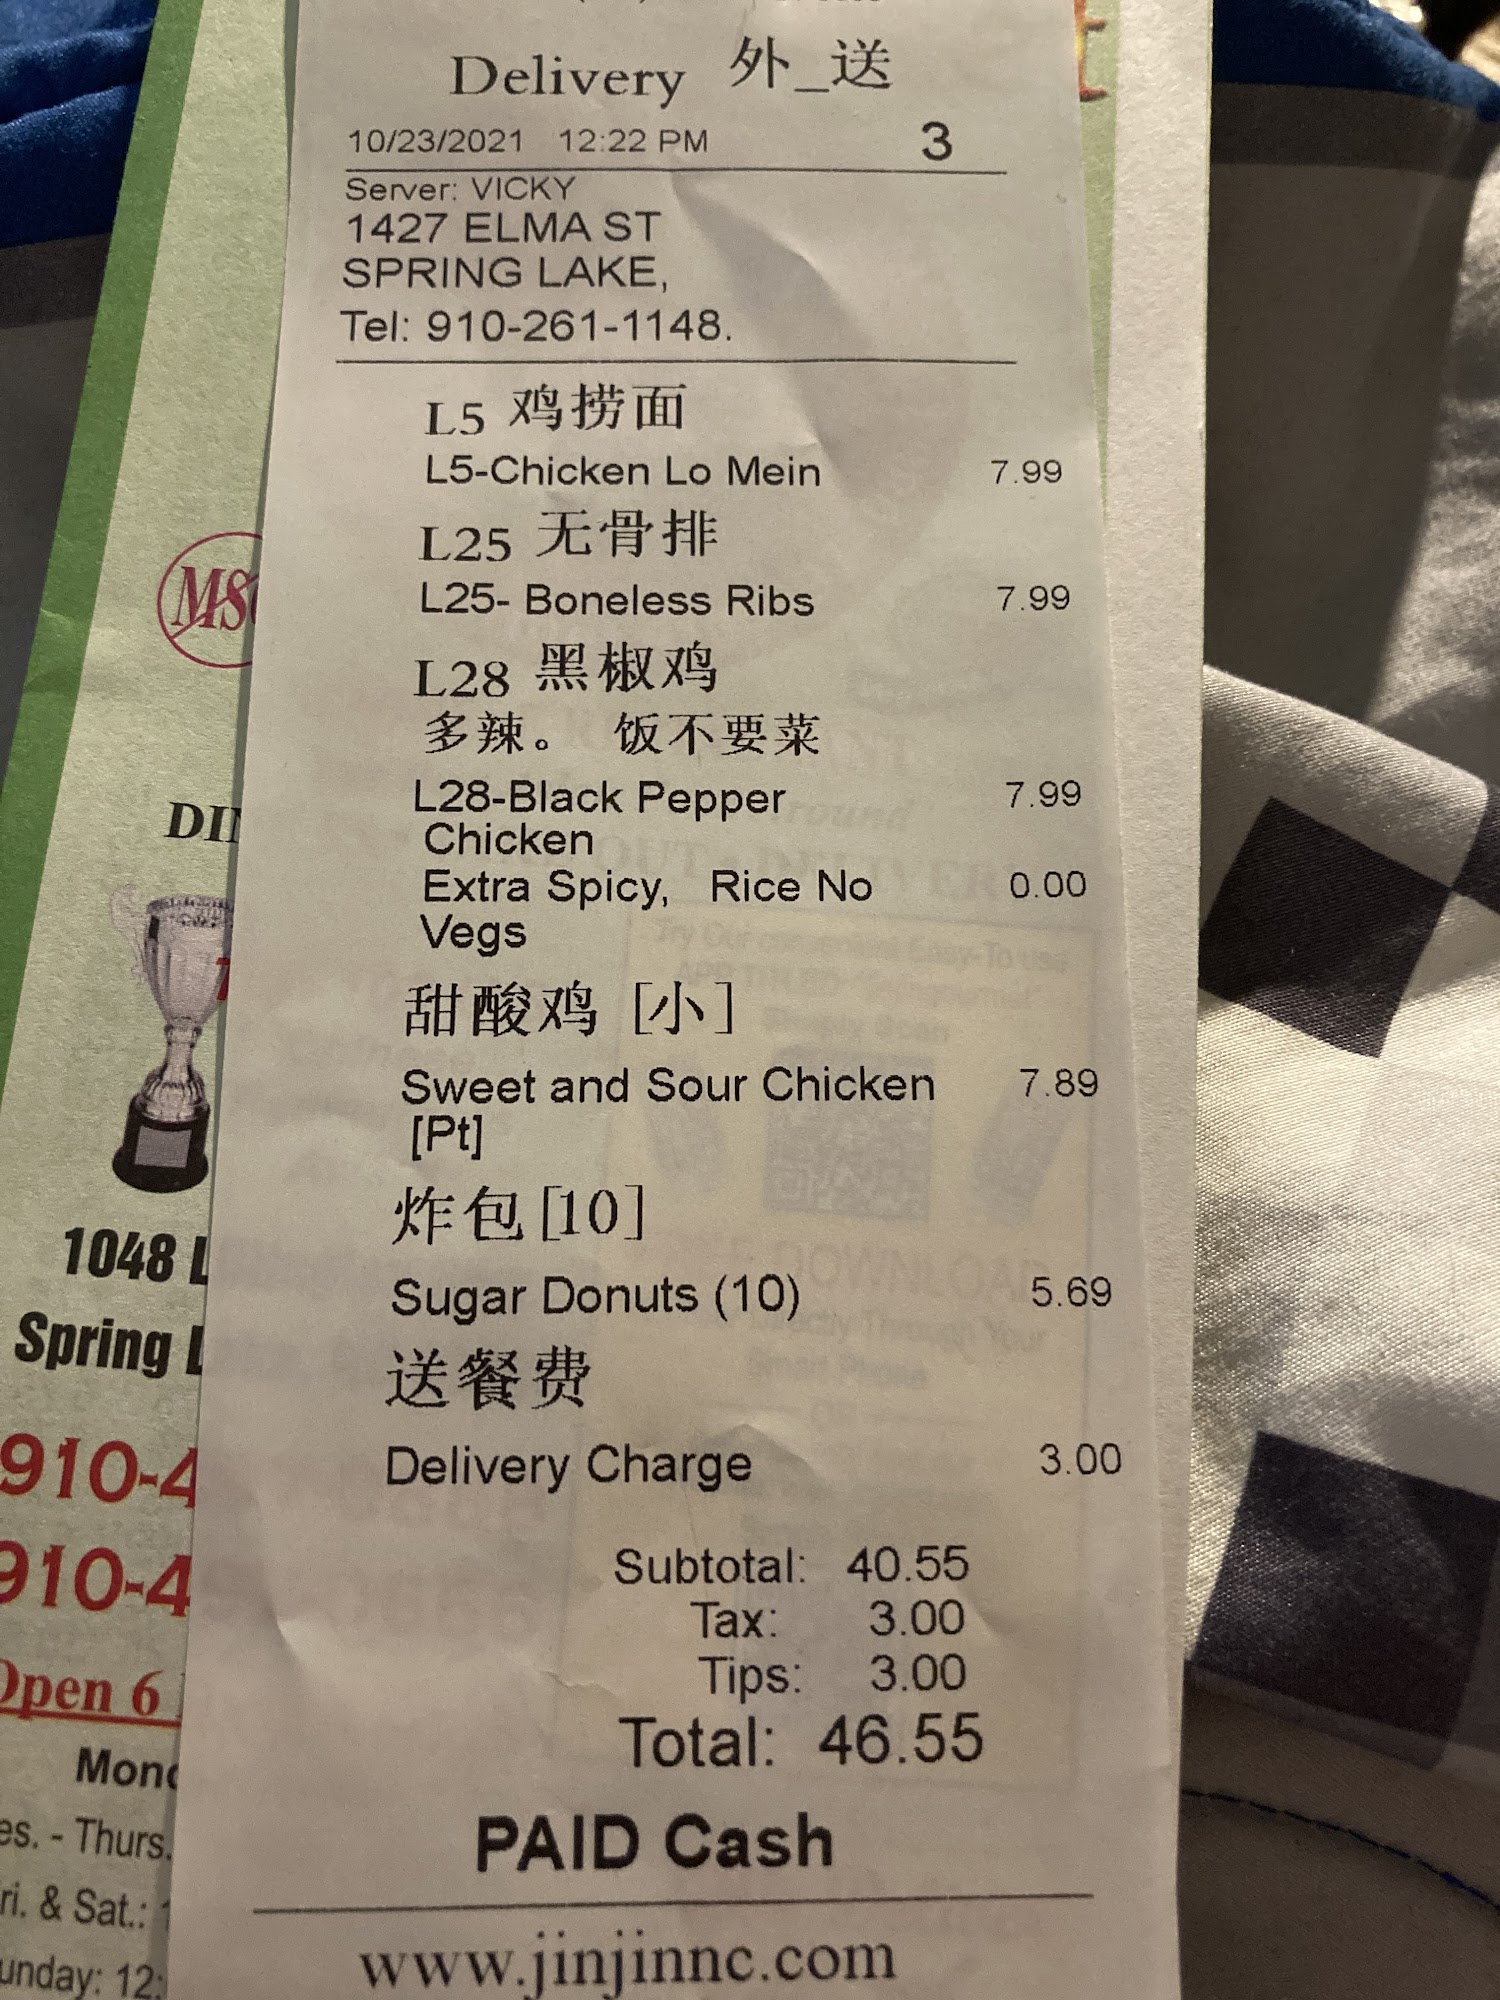 Delivery 外_送
10/23/2021 12:22 PM 3
Server: VICKY
1427 ELMA ST
SPRING LAKE,
Tel: 910-261-1148.
L5 鸡捞面
L5-Chicken Lo Mein 7.99
L25 无骨排
L25- Boneless Ribs 7.99
L28 黑椒鸡
多辣。 饭不要菜
L28-Black Pepper 7.99
Chicken
Extra Spicy, Rice No 0.00
Vegs
甜酸鸡 [小]
Sweet and Sour Chicken 7.89
[Pt]
炸包[10]
Sugar Donuts (10) 5.69
送餐费
Delivery Charge 3.00
Subtotal: 40.55
Tax: 3.00
Tips: 3.00
Total: 46.55
PAID Cash
www.jinjinnc.com
1048
Spring
910-4
910-4
Open 6
Thurs.
& Sat.:
12: